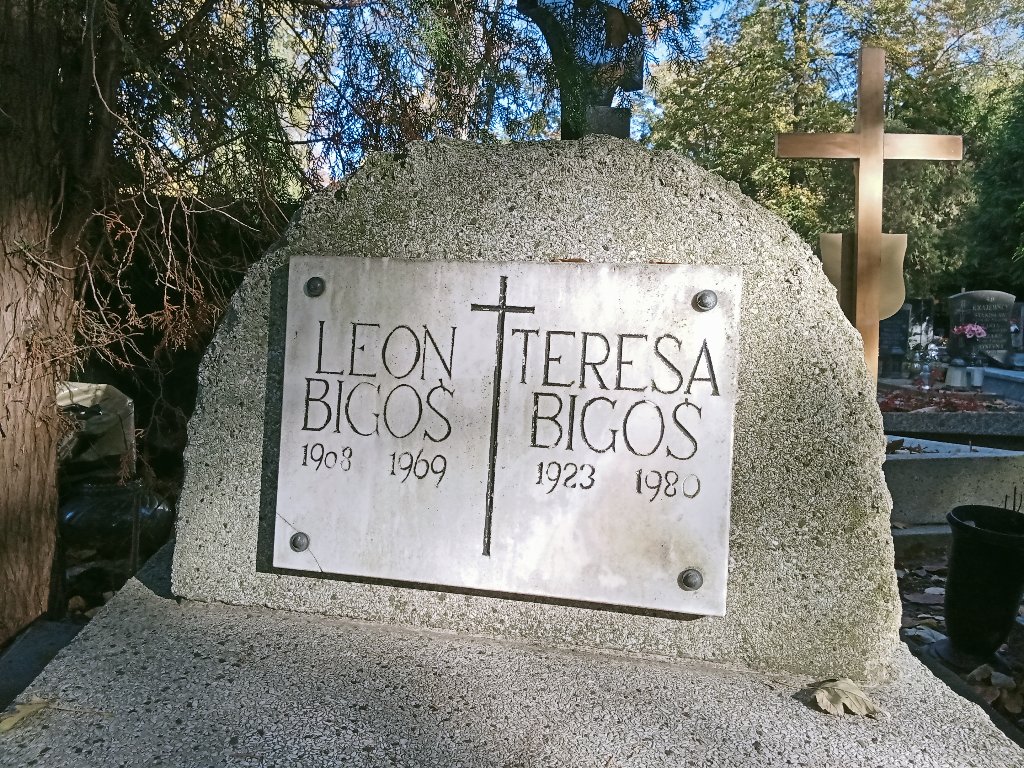 LEON
BIGOŚ
1908 1969
TERESA
BIGOŚ
1923 1980